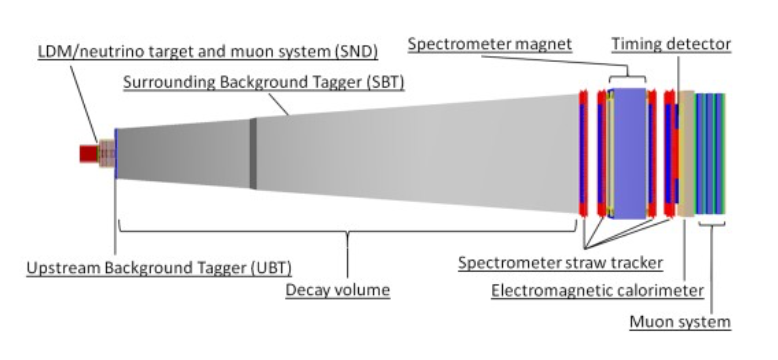 Spectrometer magnet
Timing detector
LDM/neutrino target and muon system (SND)
Surrounding Background Tagger (SBT)
Upstream Background Tagger (UBT)
Decay volume
Spectrometer straw tracker
Electromagnetic calorimeter
Muon system